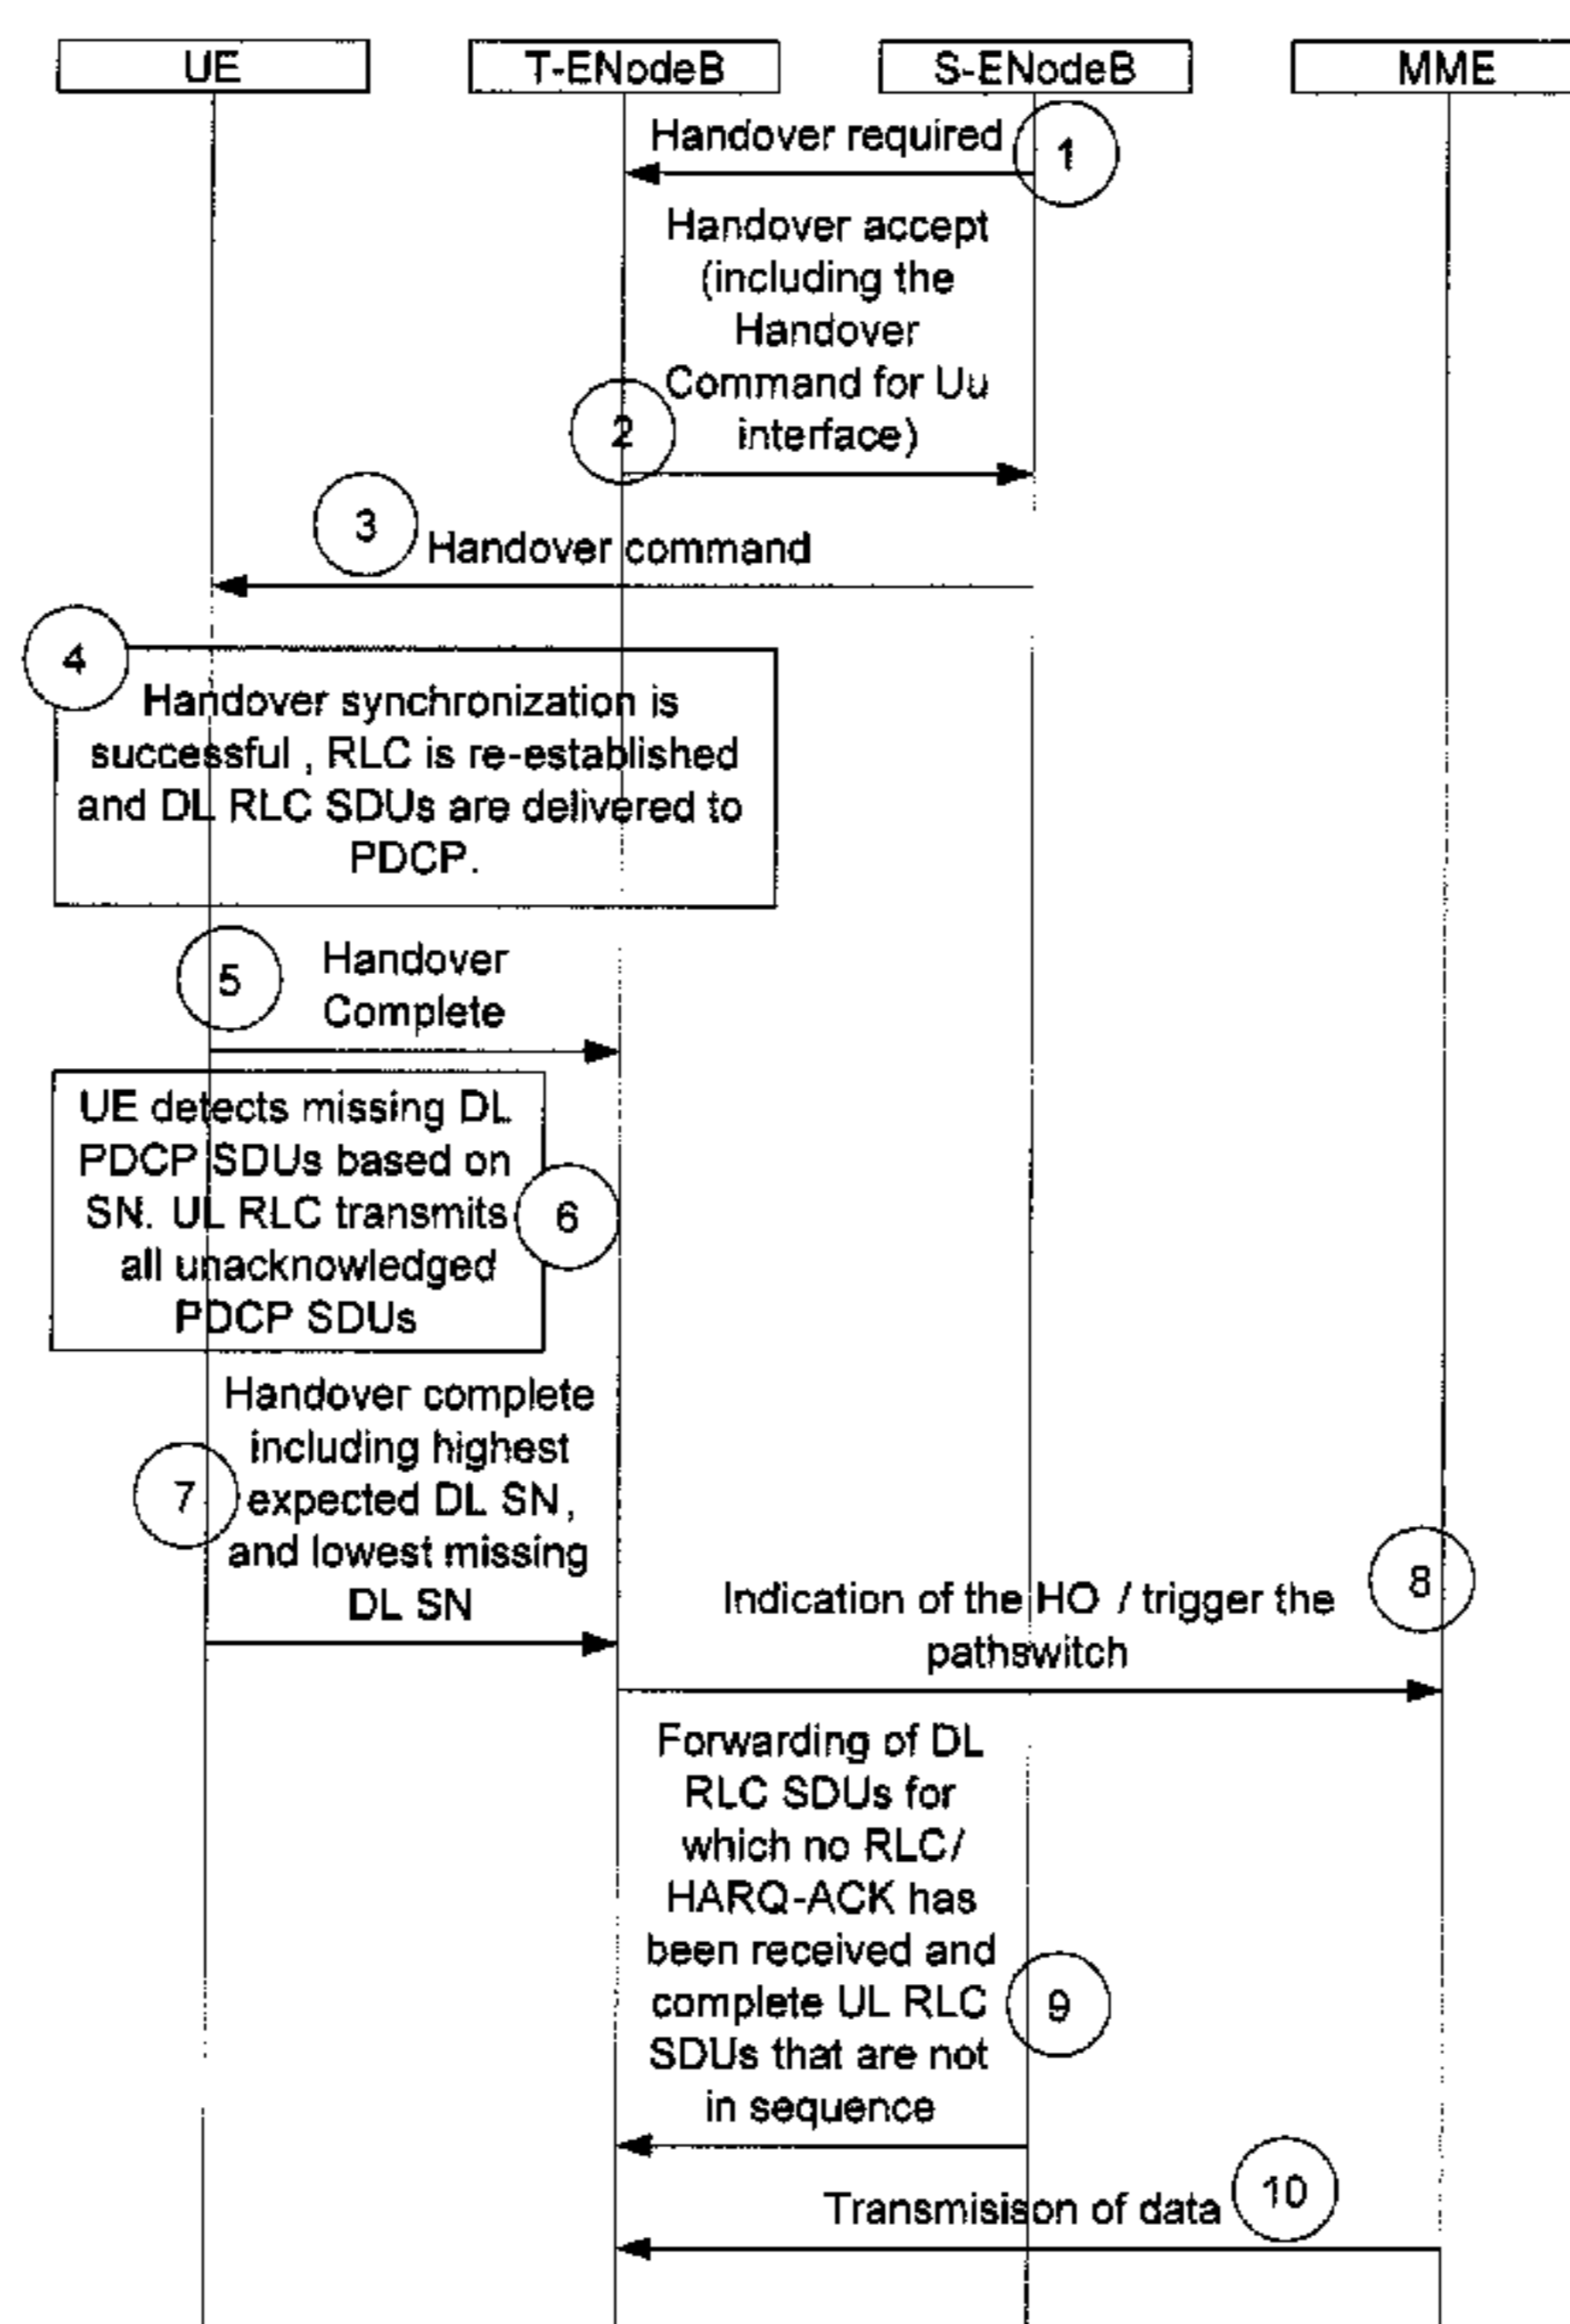 UE
T-ENodeB
S-ENodeB
MME
Handover required
1
Handover accept
(including the
Handover
Command for Uu
interface)
2
3
Handover command
4
Handover synchronization is
successful , RLC is re-established
and DL RLC SDUs are delivered to
PDCP.
5
Handover
Complete
UE detects missing DL
PDCP SDUs based on
SN. UL RLC transmits
all unacknowledged
PDCP SDUs
6
Handover complete
including highest
expected DL SN,
and lowest missing
DL SN
7
Indication of the HO / trigger the
pathswitch
8
Forwarding of DL
RLC SDUs for
which no RLC/
HARQ-ACK has
been received and
complete UL RLC
SDUs that are not
in sequence
9
Transmisison of data
10